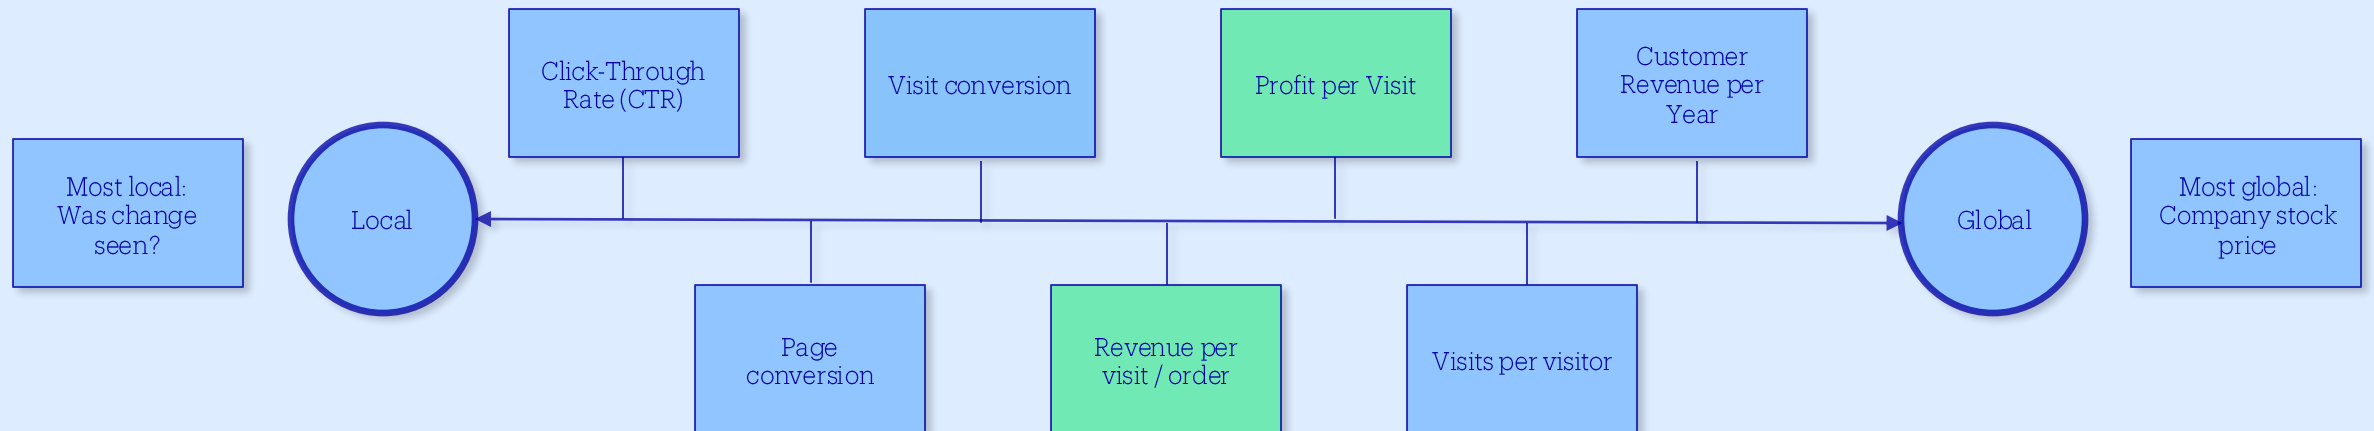 Most local:
Was change
seen?
Local
Click-Through
Rate (CTR)
Page
conversion
Visit conversion
Revenue per
visit / order
Profit per Visit
Visits per visitor
Customer
Revenue per
Year
Global
Most global:
Company stock
price